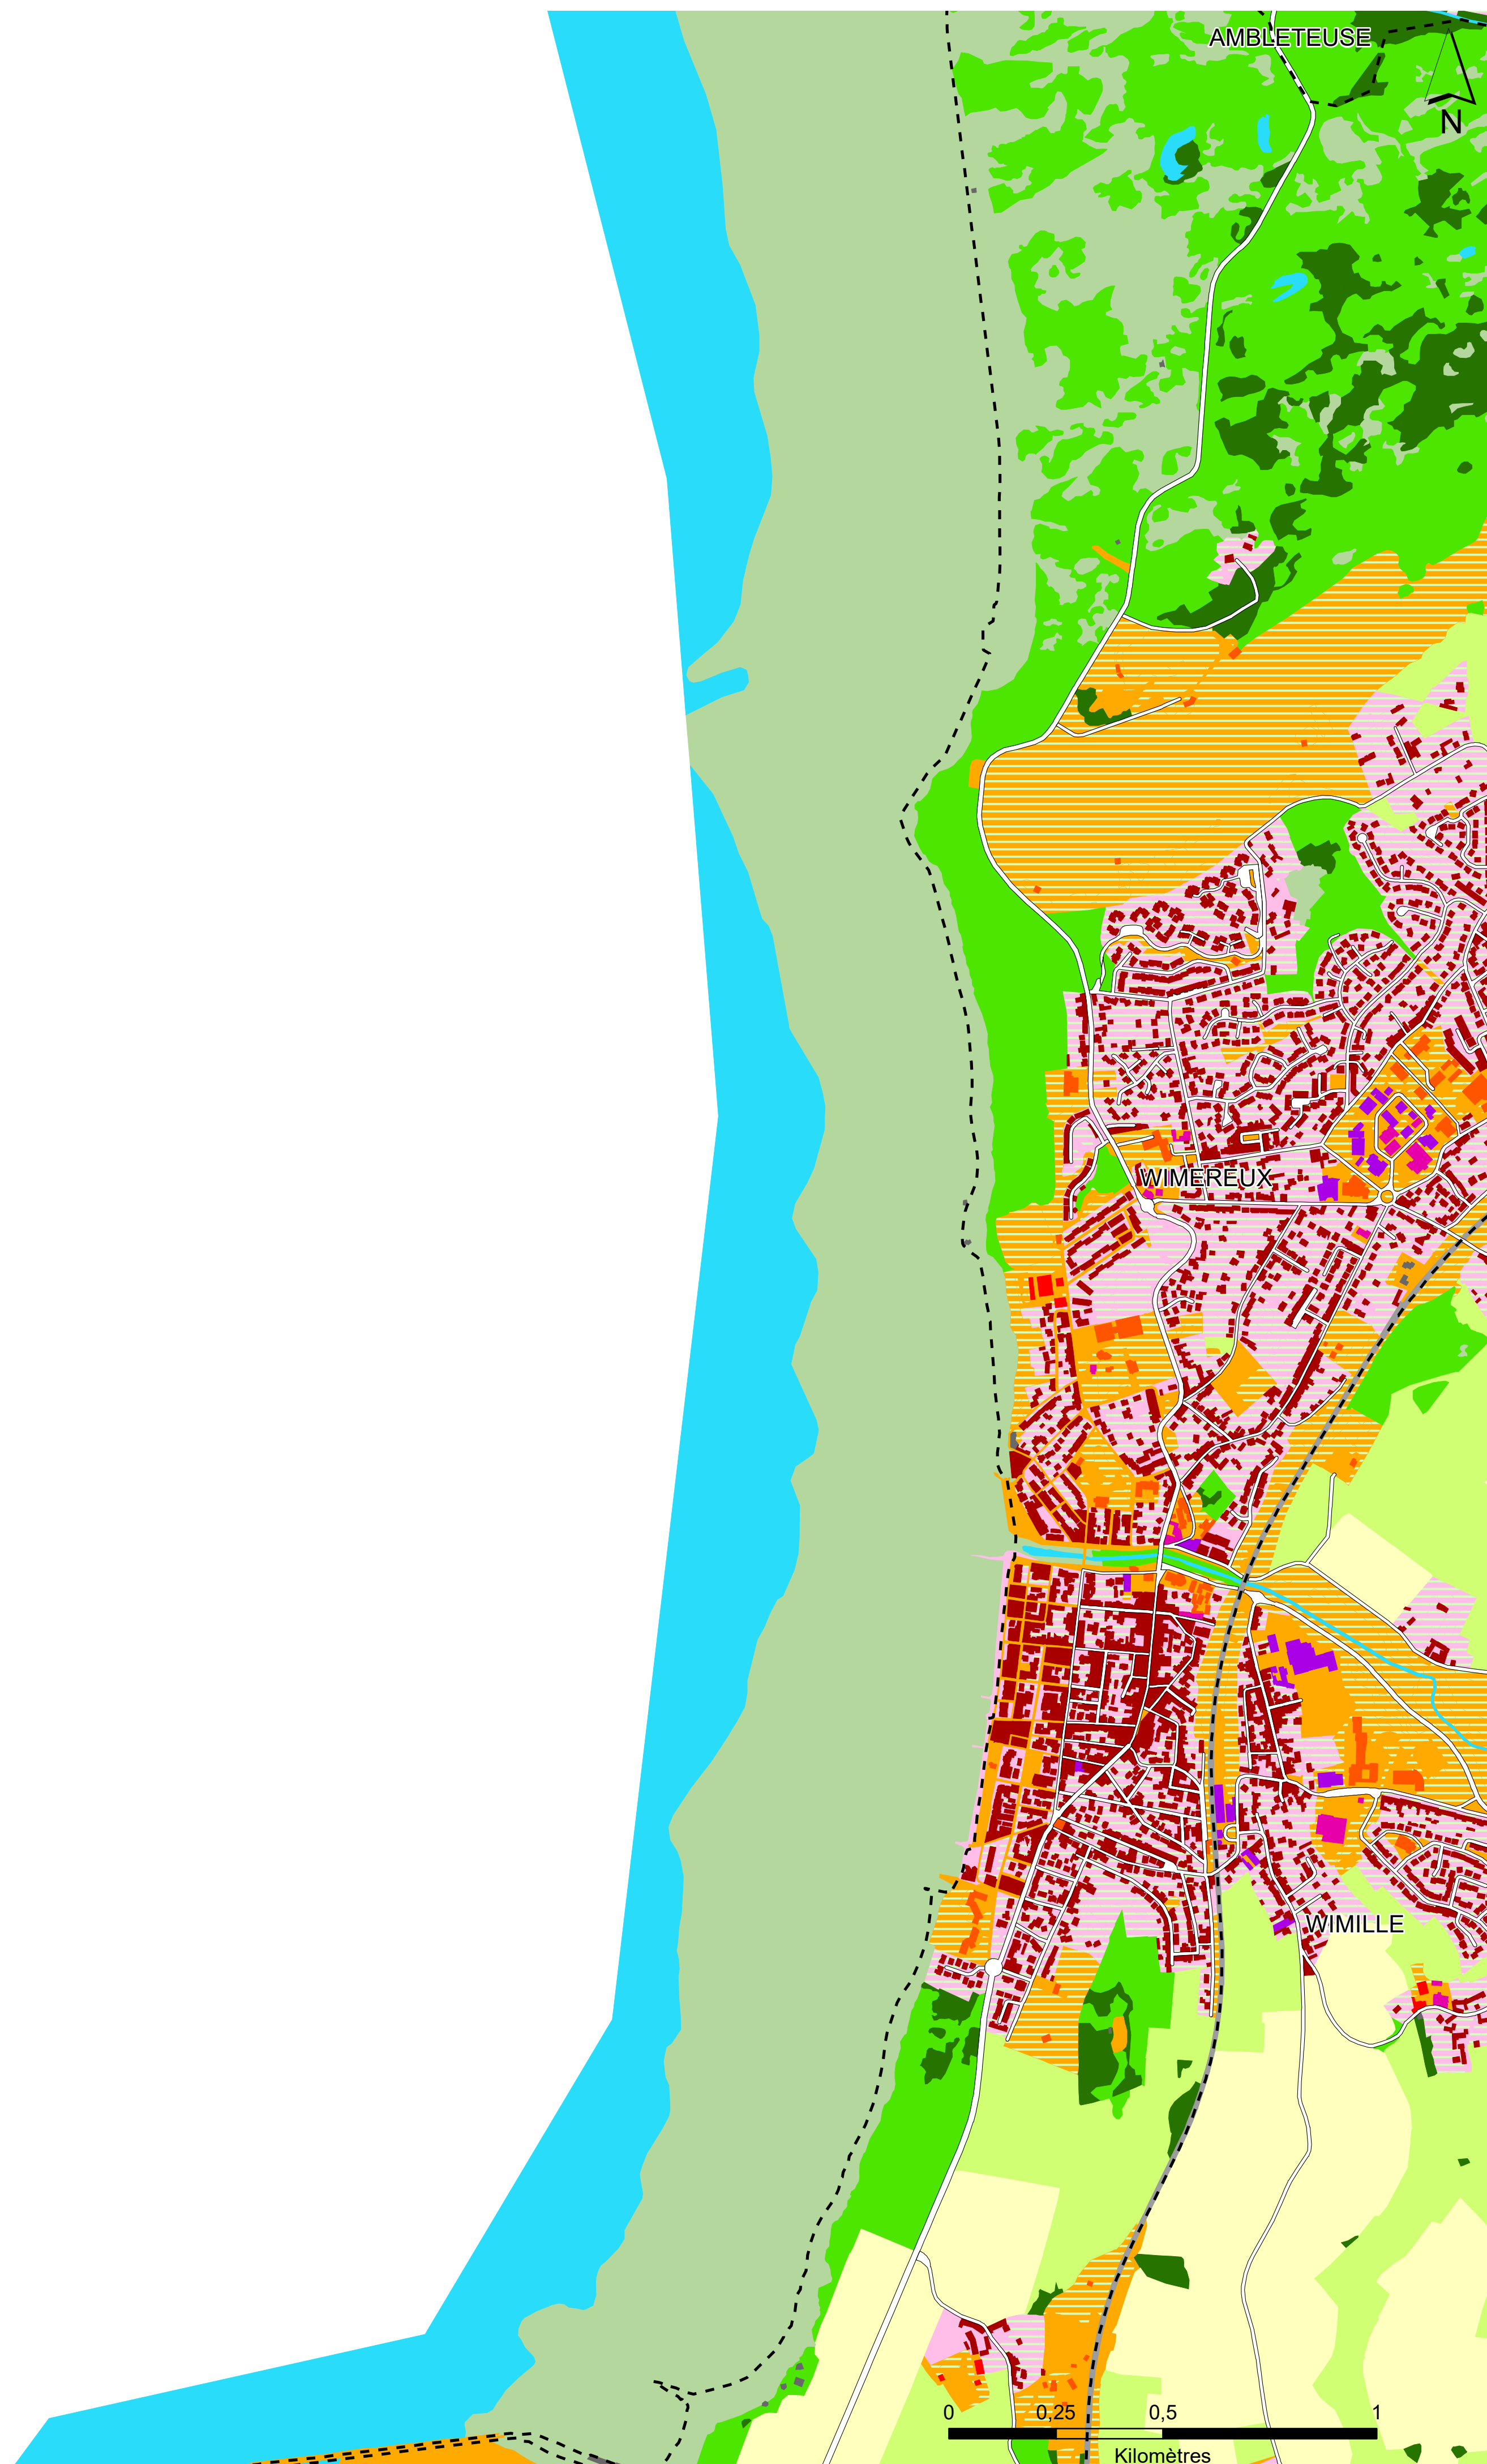 AMBLETEUSE
N
WIMEREUX
WIMILLE
0 0,25 0,5 1
Kilomètres